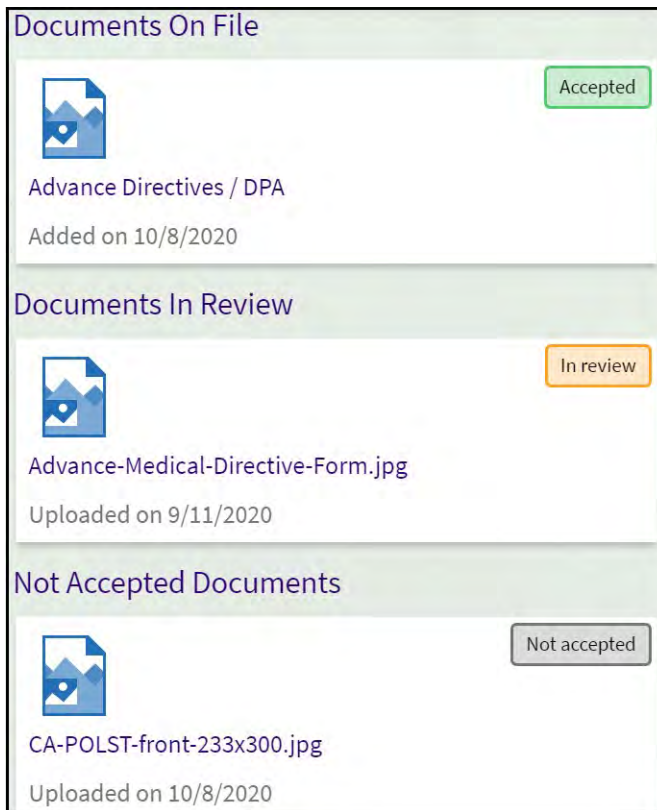 Documents On File
Accepted
Advance Directives / DPA
Added on 10/8/2020
Documents In Review
In review
Advance-Medical-Directive-Form.jpg
Uploaded on 9/11/2020
Not Accepted Documents
Not accepted
CA-POLST-front-233x300.jpg
Uploaded on 10/8/2020